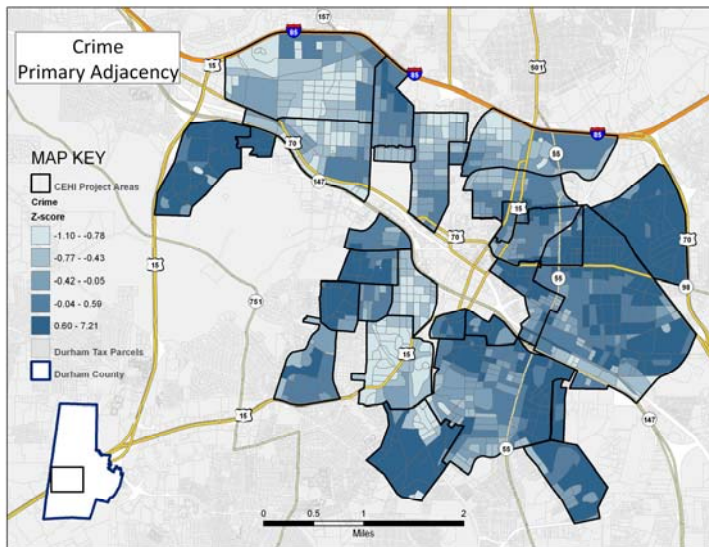 Crime
Primary Adjacency
MAP KEY
CEHI Project Areas
Crime
Z-score
-1.10 - -0.78
-0.77 - -0.43
-0.42 - -0.05
-0.04 - 0.59
0.60 - 7.21
Durham Tax Parcels
Durham County
157
85
15
85
501
85
70
55
147
15
70
15
70
751
55
98
15
15
55
147
0 0.5 1 2
Miles